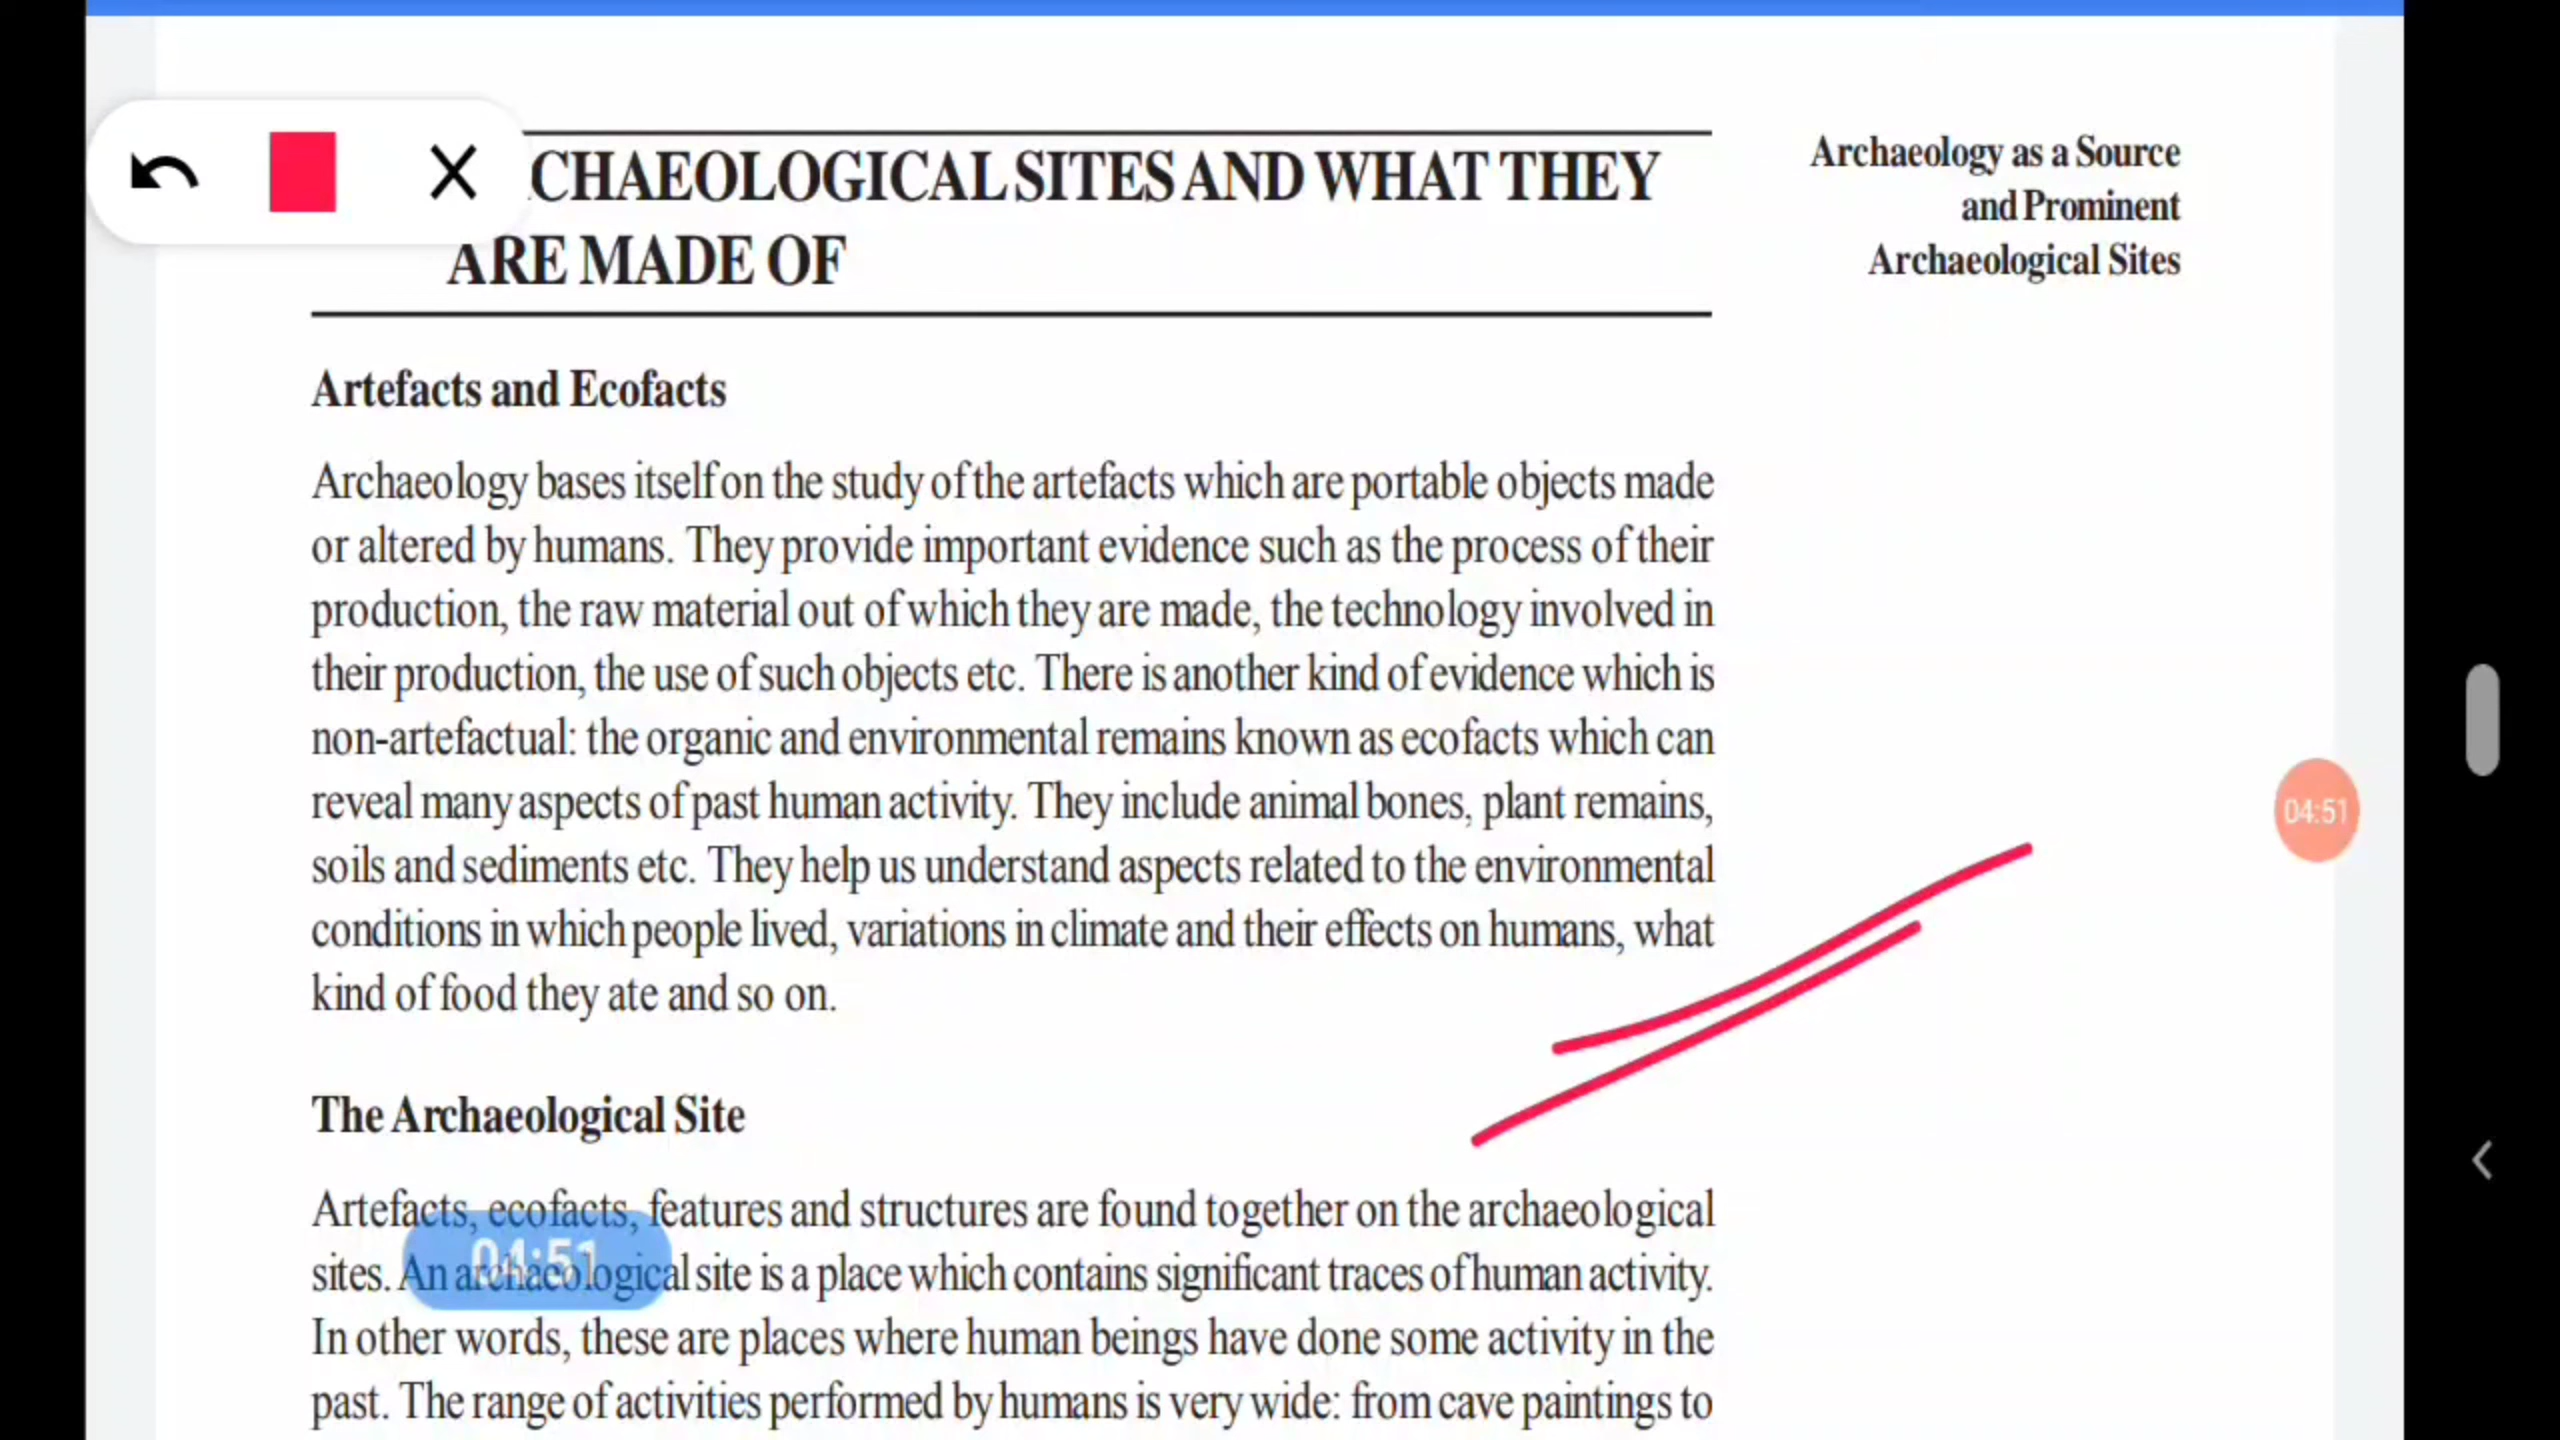 CHAEOLOGICAL SITES AND WHAT THEY
ARE MADE OF
Archaeology as a Source
and Prominent
Archaeological Sites
Artefacts and Ecofacts
Archaeology bases itself on the study of the artefacts which are portable objects made
or altered by humans. They provide important evidence such as the process of their
production, the raw material out of which they are made, the technology involved in
their production, the use of such objects etc. There is another kind of evidence which is
non-artefactual: the organic and environmental remains known as ecofacts which can
reveal many aspects of past human activity. They include animal bones, plant remains,
soils and sediments etc. They help us understand aspects related to the environmental
conditions in which people lived, variations in climate and their effects on humans, what
kind of food they ate and so on.
04:51
The Archaeological Site
Artefacts, ecofacts, features and structures are found together on the archaeological
04:51
sites. An archaeological site is a place which contains significant traces of human activity.
In other words, these are places where human beings have done some activity in the
past. The range of activities performed by humans is very wide: from cave paintings to